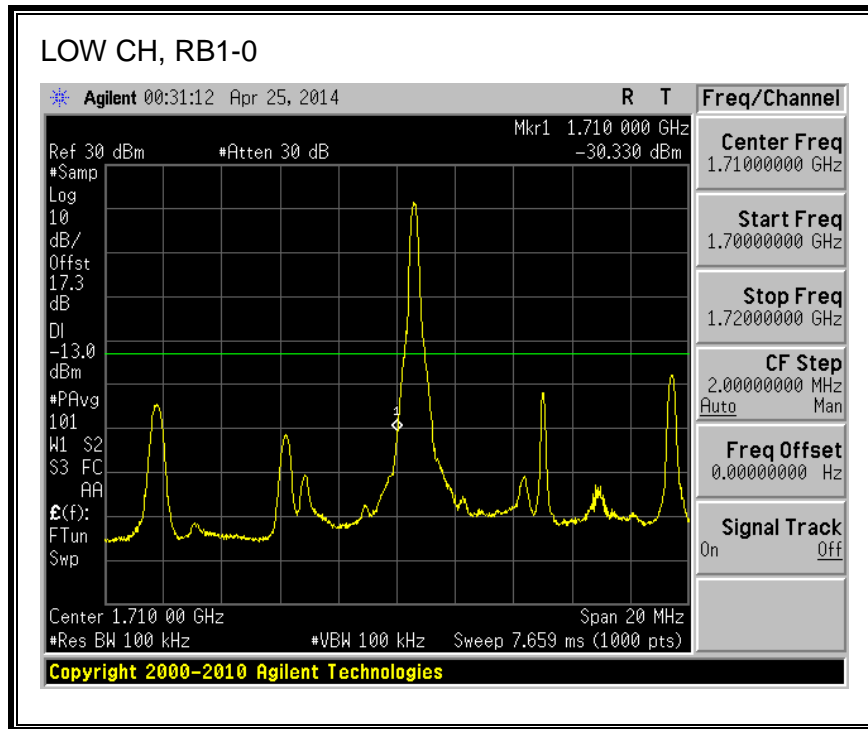 LOW CH, RB1-0
Agilent 00:31:12 Apr 25, 2014 R T
Freq/Channel
Mkr1 1.710 000 GHz
Ref 30 dBm #Atten 30 dB -30.330 dBm
#Samp
Log
10
dB/
Offst
17.3
dB
DI
-13.0
dBm
#PAvg
101
W1 S2
S3 FC
AA
£(f):
FTun
Swp
1
Center 1.710 00 GHz Span 20 MHz
#Res BW 100 kHz #VBW 100 kHz Sweep 7.659 ms (1000 pts)
Copyright 2000-2010 Agilent Technologies
Center Freq
1.71000000 GHz
Start Freq
1.70000000 GHz
Stop Freq
1.72000000 GHz
CF Step
2.00000000 MHz
Auto Man
Freq Offset
0.00000000 Hz
Signal Track
On Off